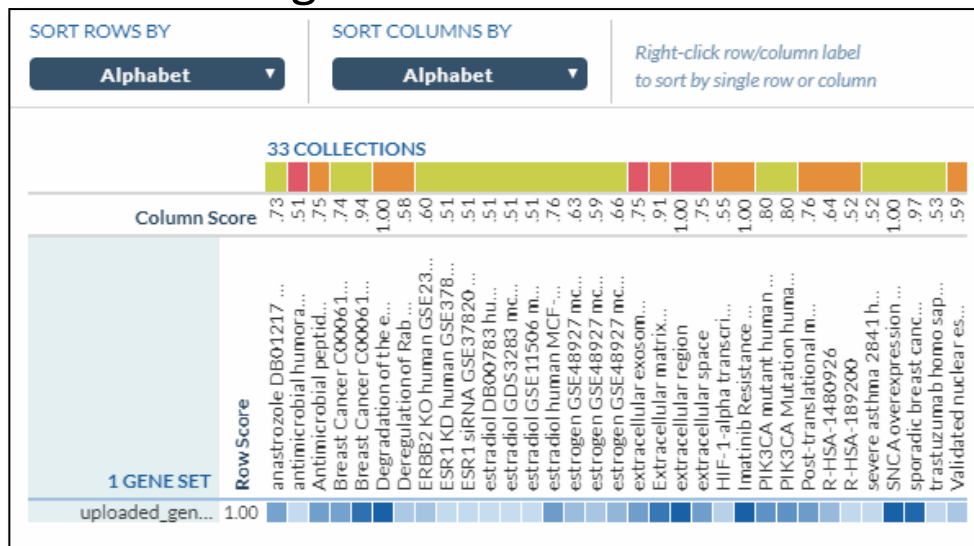 SORT ROWS BY
SORT COLUMNS BY
Alphabet ▼
Alphabet ▼
Right-click row/column label
to sort by single row or column
33 COLLECTIONS
Column Score
.73
.51
.75
.74
.94
1.00
.58
.60
.51
.51
.51
.51
.51
.76
.63
.59
.66
.75
.91
1.00
.75
.55
1.00
.80
.80
.76
.64
.52
.52
1.00
.97
.53
.59
1 GENE SET
Row Score
anastrozole DB01217 ...
antimicrobial humora...
Antimicrobial peptid...
Breast Cancer C00061...
Breast Cancer C00061...
Degradation of the e...
Deregulation of Rab ...
ERBB2 KO human GSE23...
ESR1 KD human GSE378...
ESR1 siRNA GSE37820 ...
estradiol DB00783 hu...
estradiol GDS3283 mc...
estradiol GSE11506 m...
estradiol human MCF-...
estrogen GSE48927 mc...
estrogen GSE48927 mc...
estrogen GSE48927 mc...
extracellular exosom...
Extracellular matrix...
extracellular region
extracellular space
HIF-1-alpha transcri...
Imatinib Resistance ...
PIK3CA mutant human ...
PIK3CA Mutation huma...
Post-translational m...
R-HSA-1480926
R-HSA-189200
severe asthma 2841 h...
SNCA overexpression ...
sporadic breast canc...
trastuzumab homo sap...
Validated nuclear es...
uploaded_gen... 1.00